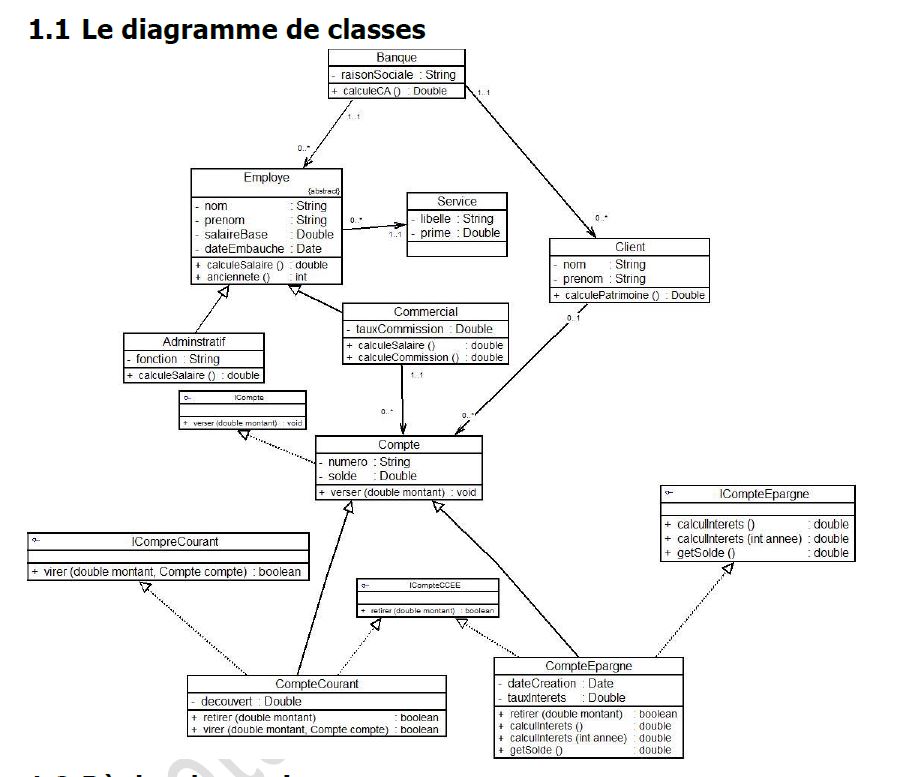 1.1 Le diagramme de classes
Banque
- raisonSociale : String
+ calculeCA () : Double
1..1
1..1
0..*
Employe
{abstract}
- nom : String
- prenom : String
- salaireBase : Double
- dateEmbauche : Date
+ calculeSalaire () : double
+ anciennete () : int
0..*
1..1
Service
- libelle : String
- prime : Double
0..*
Client
- nom : String
- prenom : String
+ calculePatrimoine () : Double
0..1
Commercial
- tauxCommission : Double
+ calculeSalaire () : double
+ calculeCommission () : double
1..1
Adminstratif
- fonction : String
+ calculeSalaire () : double
ICompte
+ verser (double montant) : void
0..*
0..*
Compte
- numero : String
- solde : Double
+ verser (double montant) : void
ICompteEpargne
+ calculInterets () : double
+ calculInterets (int annee) : double
+ getSolde () : double
ICompreCourant
+ virer (double montant, Compte compte) : boolean
ICompteCCEE
+ retirer (double montant) : boolean
CompteCourant
- decouvert : Double
+ retirer (double montant) : boolean
+ virer (double montant, Compte compte) : boolean
CompteEpargne
- dateCreation : Date
- tauxInterets : Double
+ retirer (double montant) : boolean
+ calculInterets () : double
+ calculInterets (int annee) : double
+ getSolde () : double